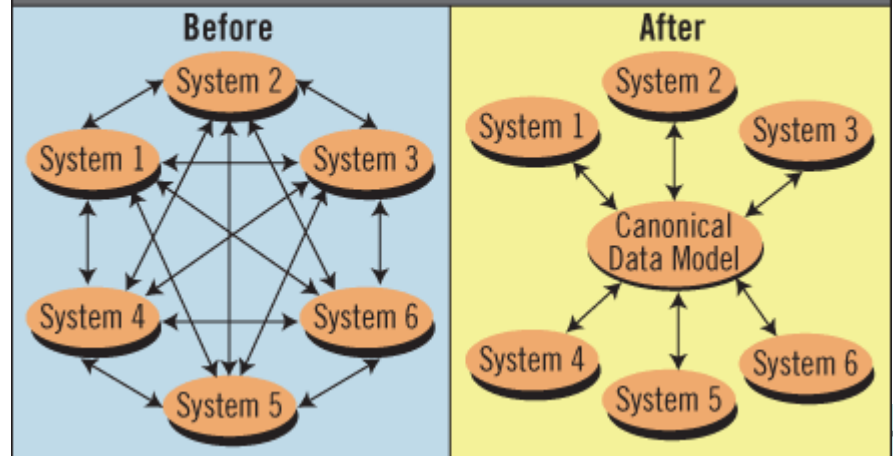 Before
System 2
System 1
System 3
System 4
System 6
System 5
After
System 2
System 1
System 3
Canonical
Data Model
System 4
System 6
System 5